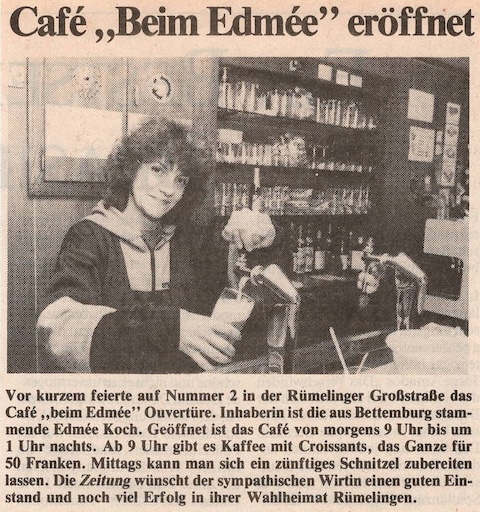 Café „Beim Edmée” eröffnet
Vor kurzem feierte auf Nummer 2 in der Rümelinger Großstraße das
Café „beim Edmée” Ouvertüre. Inhaberin ist die aus Bettemburg stam-
mende Edmée Koch. Geöffnet ist das Café von morgens 9 Uhr bis um
1 Uhr nachts. Ab 9 Uhr gibt es Kaffee mit Croissants, das Ganze für
50 Franken. Mittags kann man sich ein zünftiges Schnitzel zubereiten
lassen. Die Zeitung wünscht der sympathischen Wirtin einen guten Ein-
stand und noch viel Erfolg in ihrer Wahlheimat Rümelingen.